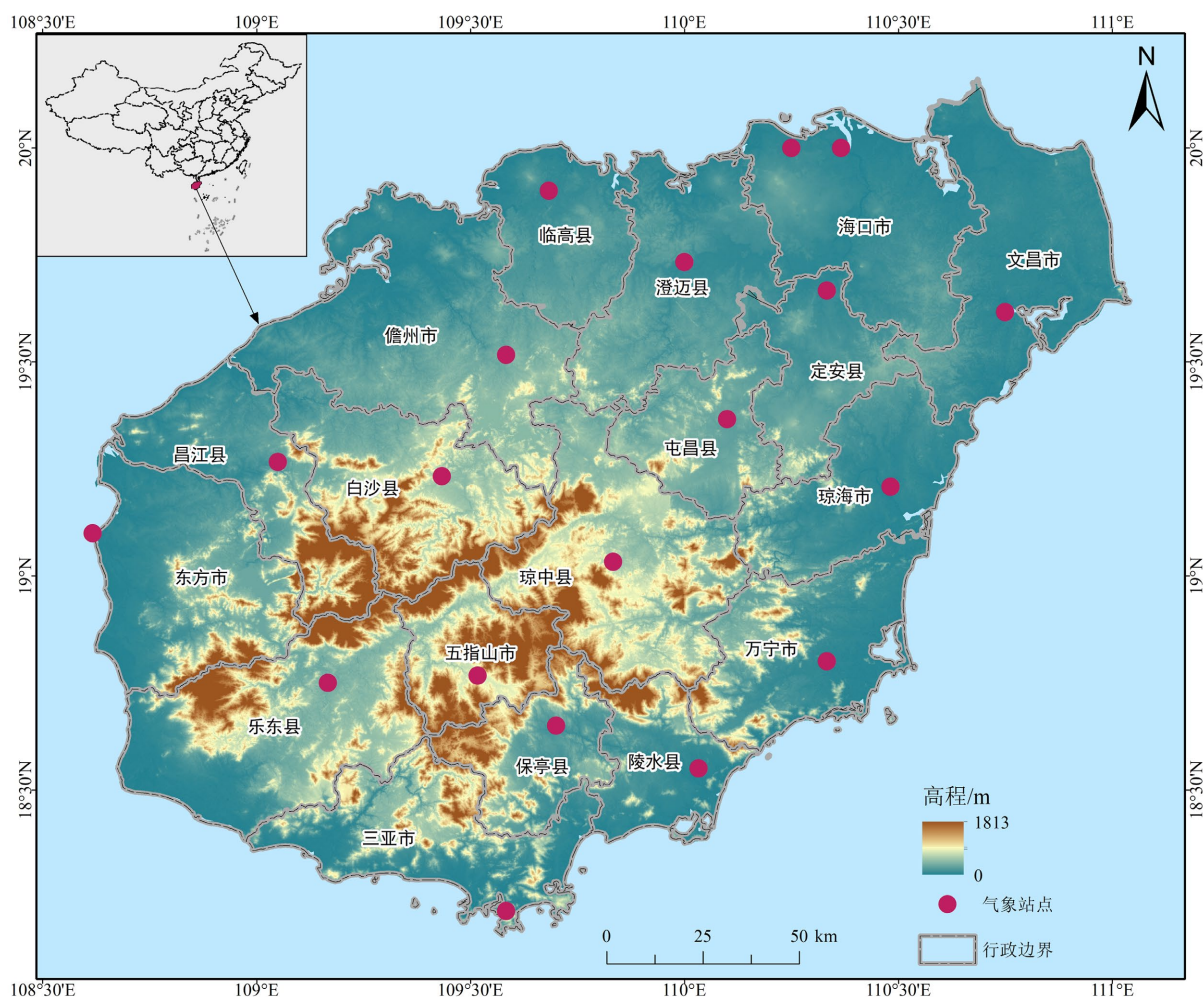 108°30′E
109°E
109°30′E
110°E
110°30′E
111°E
N
20°N
20°N
海口市
临高县
文昌市
澄迈县
儋州市
19°30′N
19°30′N
定安县
屯昌县
昌江县
白沙县
琼海市
东方市
琼中县
19°N
19°N
万宁市
五指山市
乐东县
保亭县
陵水县
18°30′N
18°30′N
三亚市
高程/m
1813
0
气象站点
行政边界
0 25 50 km
108°30′E
109°E
109°30′E
110°E
110°30′E
111°E